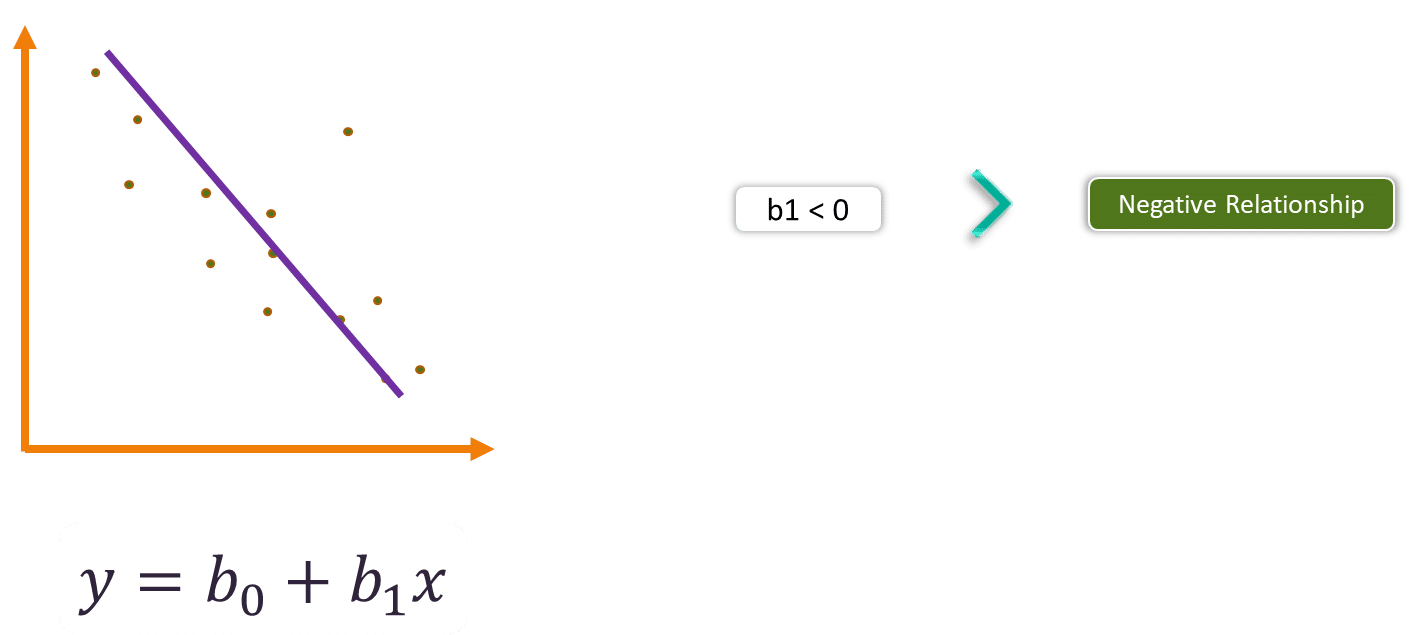 b1 < 0
Negative Relationship
y = b₀ + b₁x